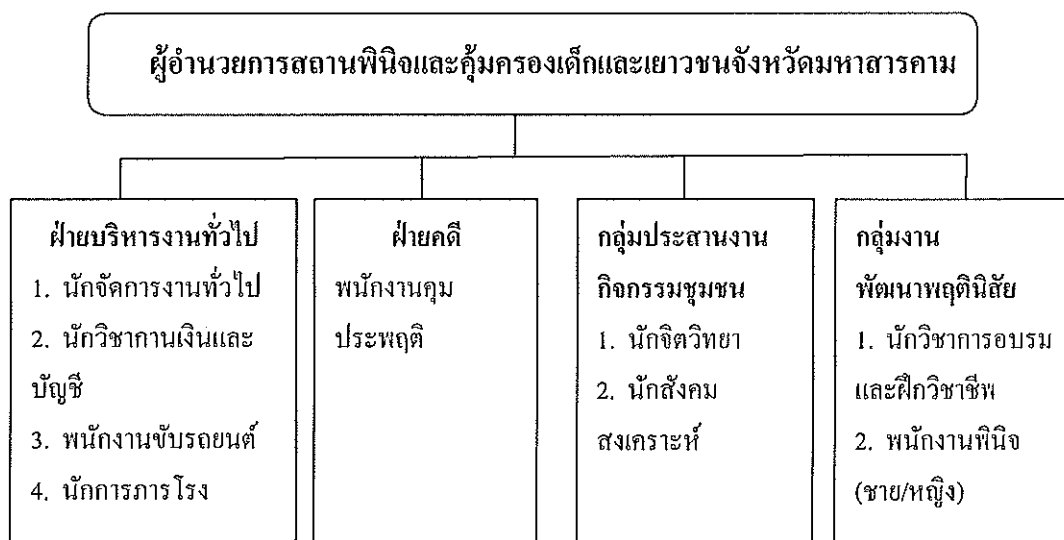 ผู้อำนวยการสถานพินิจและคุ้มครองเด็กและเยาวชนจังหวัดมหาสารคาม
ฝ่ายบริหารงานทั่วไป
1. นักจัดการงานทั่วไป
2. นักวิชากานเงินและ
บัญชี
3. พนักงานขับรถยนต์
4. นักการภารโรง
ฝ่ายคดี
พนักงานคุม
ประพฤติ
กลุ่มประสานงาน
กิจกรรมชุมชน
1. นักจิตวิทยา
2. นักสังคม
สงเคราะห์
กลุ่มงาน
พัฒนาพฤตินิสัย
1. นักวิชาการอบรม
และฝึกวิชาชีพ
2. พนักงานพินิจ
(ชาย/หญิง)